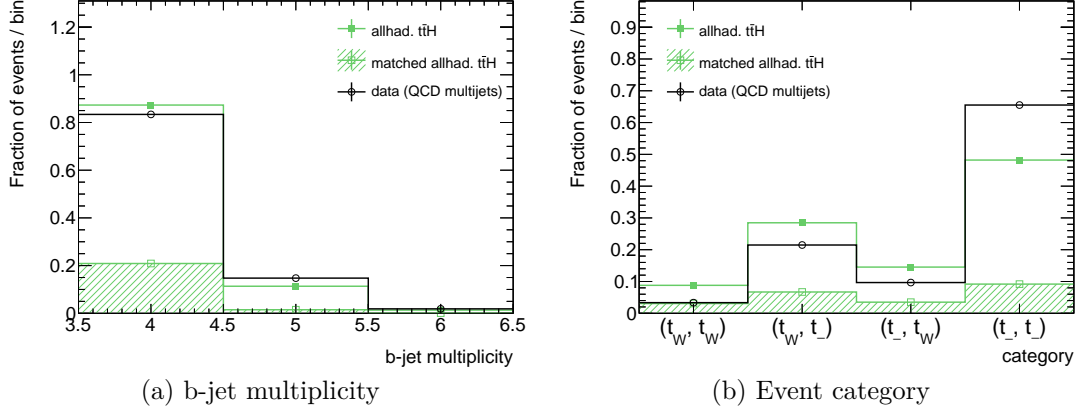 Fraction of events / bin
1.2
1
0.8
0.6
0.4
0.2
0
3.5 4 4.5 5 5.5 6 6.5
b-jet multiplicity
allhad. tt̄H
matched allhad. tt̄H
data (QCD multijets)
(a) b-jet multiplicity
Fraction of events / bin
0.9
0.8
0.7
0.6
0.5
0.4
0.3
0.2
0.1
0
(t_W, t_W) (t_W, t_–) (t_–, t_W) (t_–, t_–)
category
allhad. tt̄H
matched allhad. tt̄H
data (QCD multijets)
(b) Event category